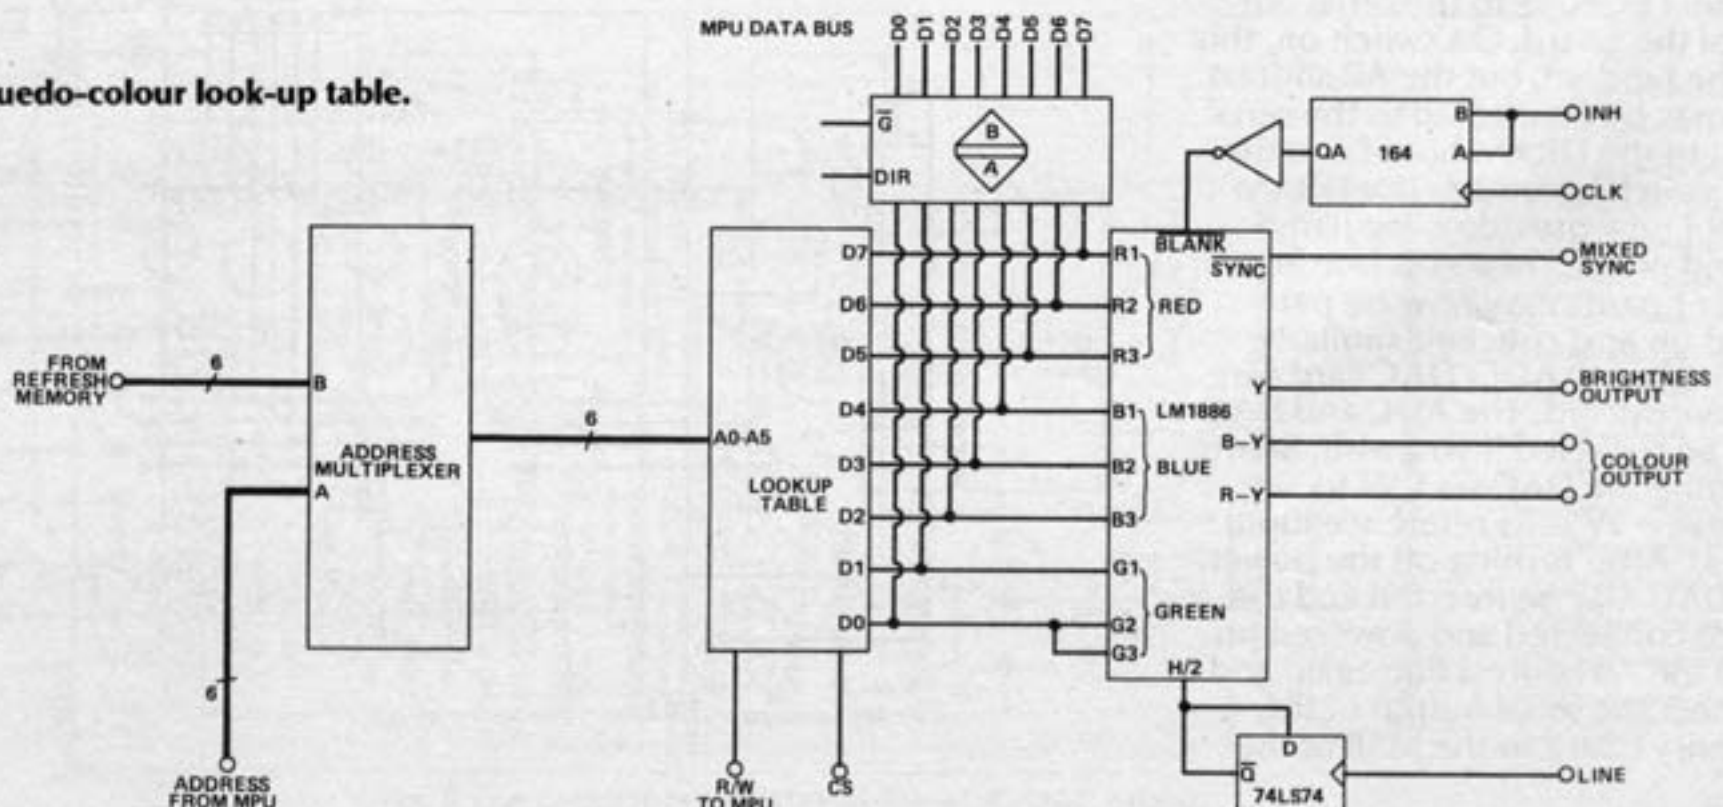 uedo-colour look-up table.
MPU DATA BUS
D0
D1
D2
D3
D4
D5
D6
D7
G
DIR
B
A
QA
164
B
A
INH
CLK
BLANK
SYNC
MIXED
SYNC
D7
R1
D6
R2
RED
D5
R3
FROM
REFRESH
MEMORY
6
B
ADDRESS
MULTIPLEXER
A
6
A0-A5
LOOKUP
TABLE
D4
B1
LM1886
D3
B2
BLUE
D2
B3
D1
G1
GREEN
D0
G2
G3
Y
BRIGHTNESS
OUTPUT
B–Y
R–Y
COLOUR
OUTPUT
H/2
6
ADDRESS
FROM MPU
R/W
TO MPU
CS
D
Q
74LS74
LINE